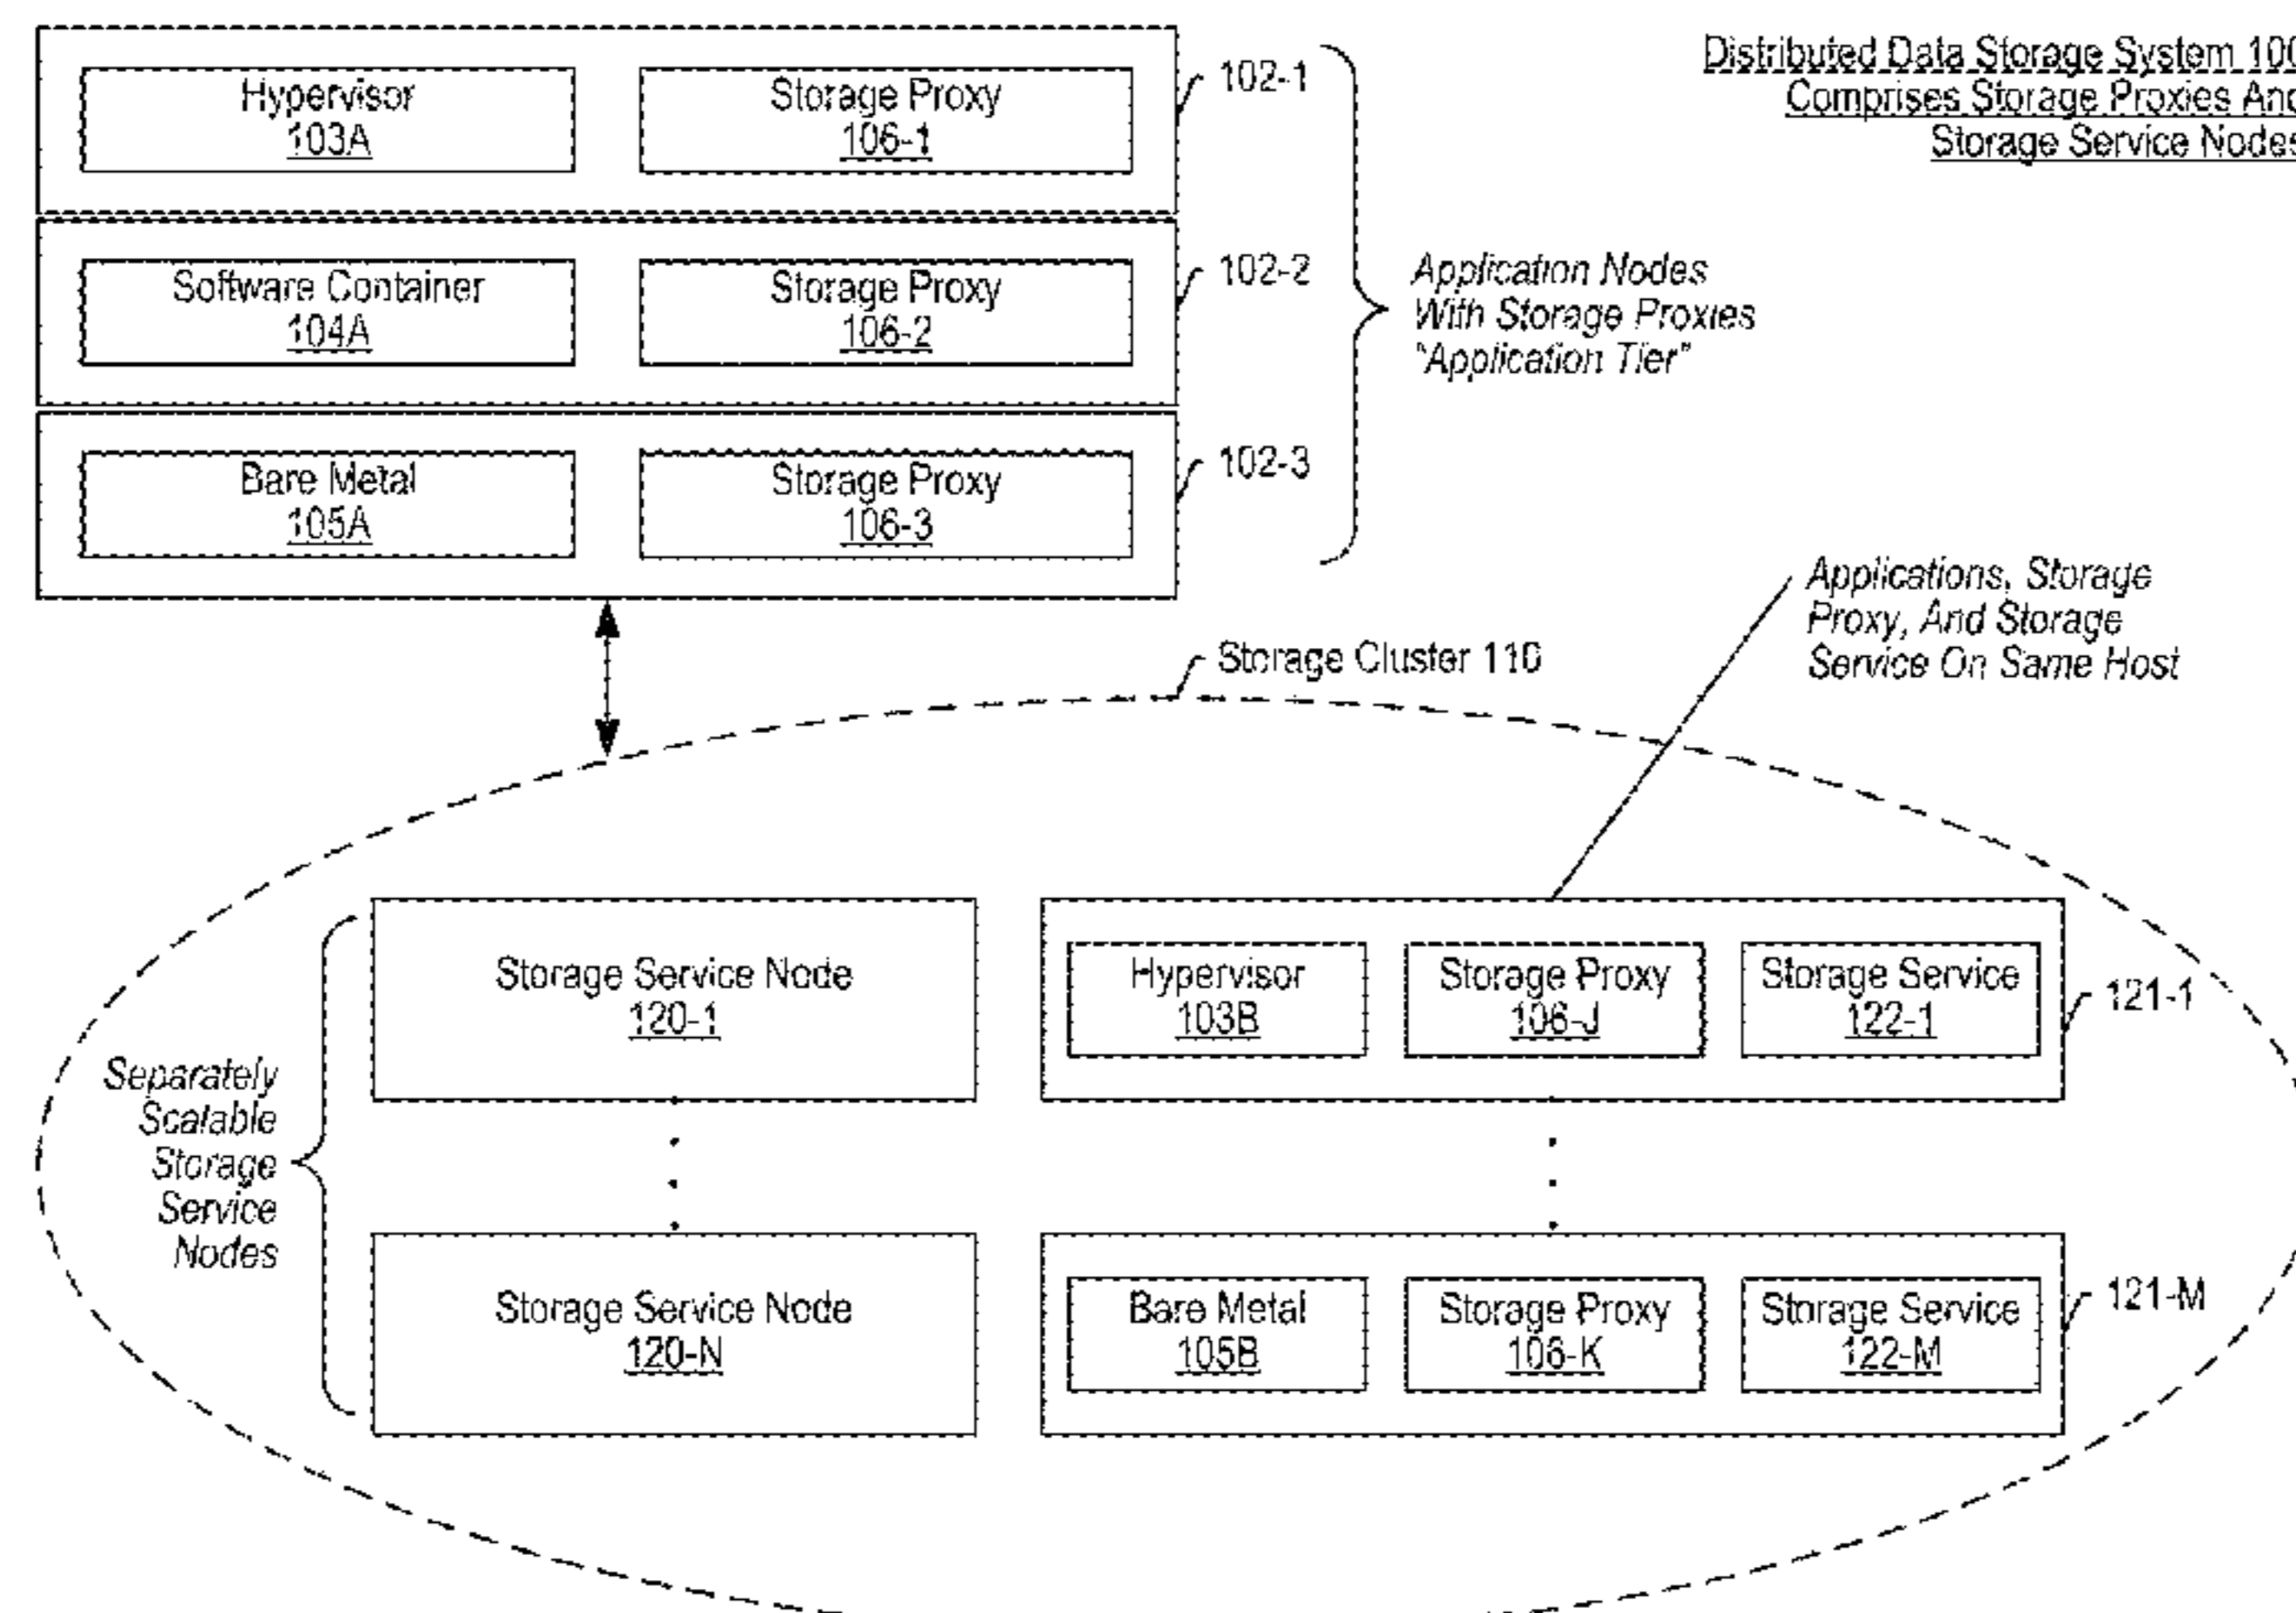 Distributed Data Storage System 100
Comprises Storage Proxies And
Storage Service Nodes
Hypervisor
103A
Storage Proxy
106-1
102-1
Software Container
104A
Storage Proxy
106-2
102-2
Bare Metal
105A
Storage Proxy
106-3
102-3
Application Nodes
With Storage Proxies
"Application Tier"
Applications, Storage
Proxy, And Storage
Service On Same Host
Storage Cluster 110
Separately
Scalable
Storage
Service
Nodes
Storage Service Node
120-1
Hypervisor
103B
Storage Proxy
106-J
Storage Service
122-1
121-1
Storage Service Node
120-N
Bare Metal
105B
Storage Proxy
106-K
Storage Service
122-M
121-M